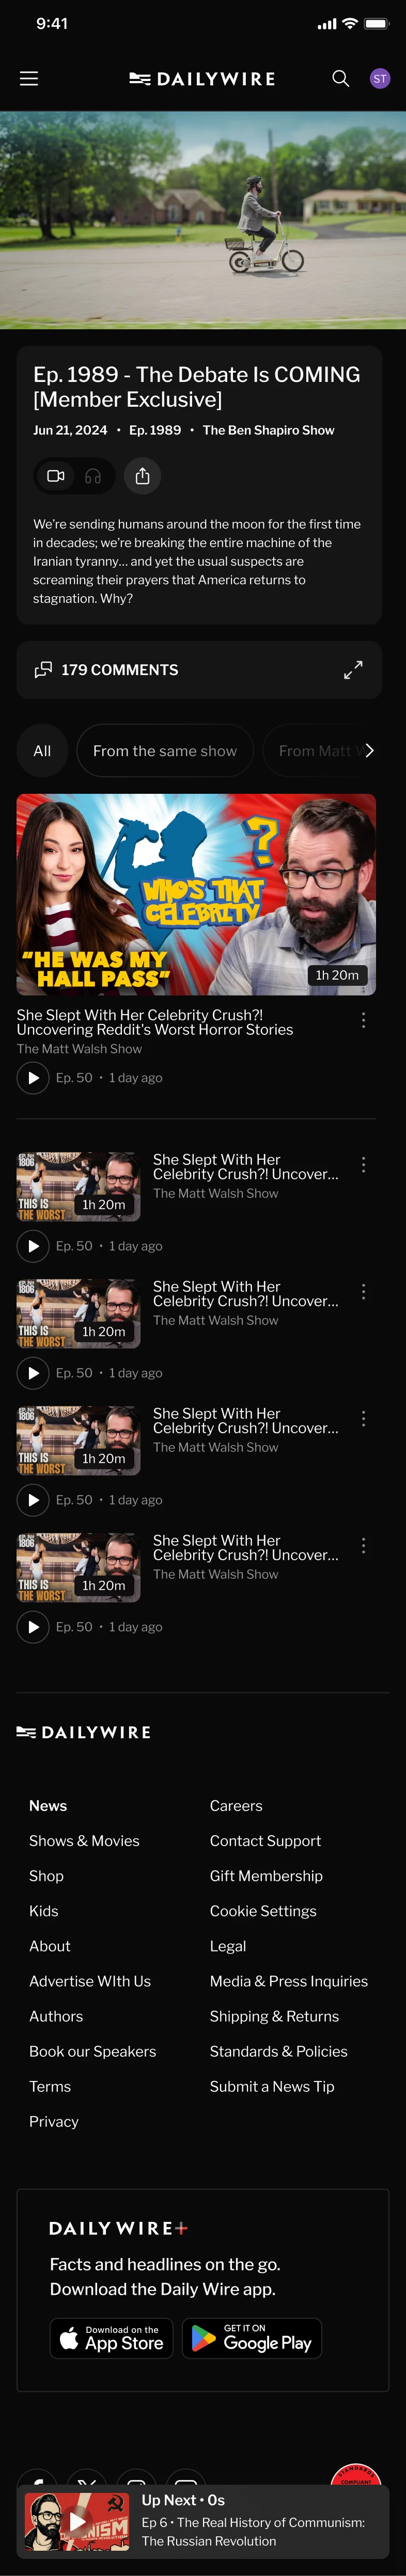 9:41
DAILYWIRE
ST
Ep. 1989 - The Debate Is COMING
[Member Exclusive]
Jun 21, 2024 • Ep. 1989 • The Ben Shapiro Show
We're sending humans around the moon for the first time
in decades; we're breaking the entire machine of the
Iranian tyranny... and yet the usual suspects are
screaming their prayers that America returns to
stagnation. Why?
179 COMMENTS
All
From the same show
From Matt W
WHO'S THAT
CELEBRITY
?
"HE WAS MY
HALL PASS"
1h 20m
She Slept With Her Celebrity Crush?!
Uncovering Reddit's Worst Horror Stories
The Matt Walsh Show
Ep. 50 • 1 day ago
1806
THIS IS
THE WORST
1h 20m
She Slept With Her
Celebrity Crush?! Uncover...
The Matt Walsh Show
Ep. 50 • 1 day ago
1806
THIS IS
THE WORST
1h 20m
She Slept With Her
Celebrity Crush?! Uncover...
The Matt Walsh Show
Ep. 50 • 1 day ago
1806
THIS IS
THE WORST
1h 20m
She Slept With Her
Celebrity Crush?! Uncover...
The Matt Walsh Show
Ep. 50 • 1 day ago
1806
THIS IS
THE WORST
1h 20m
She Slept With Her
Celebrity Crush?! Uncover...
The Matt Walsh Show
Ep. 50 • 1 day ago
DAILYWIRE
News
Shows & Movies
Shop
Kids
About
Advertise WIth Us
Authors
Book our Speakers
Terms
Privacy
Careers
Contact Support
Gift Membership
Cookie Settings
Legal
Media & Press Inquiries
Shipping & Returns
Standards & Policies
Submit a News Tip
DAILY WIRE+
Facts and headlines on the go.
Download the Daily Wire app.
Download on the
App Store
GET IT ON
Google Play
STANDARDS
COMPLIANT
Up Next • 0s
Ep 6 • The Real History of Communism:
The Russian Revolution